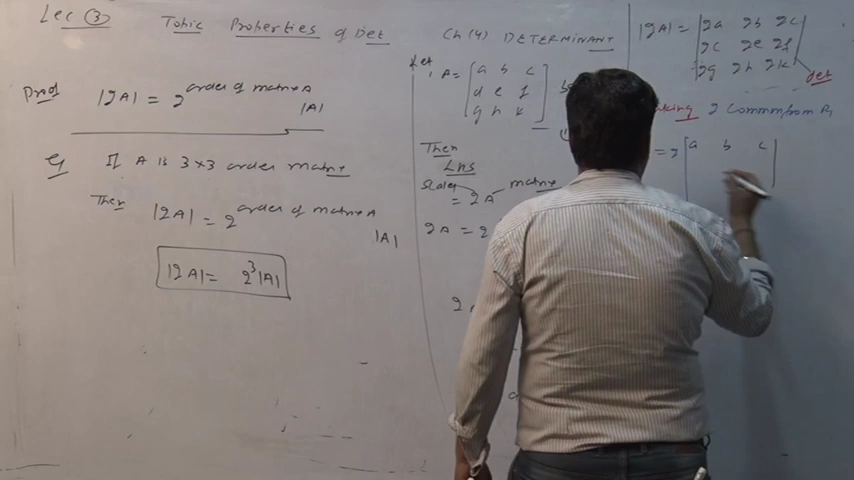 Lec ③ Topic Properties of Det Ch (4) DETERMINANT
Proof |2A| = 2^order of matrix A |A|
Eg If A is 3×3 order matrix
Then |2A| = 2^order of matrix A |A|
|2A| = 2³|A|
let, A = [a b c
d e f
g h k]
Then
LHS
scalar matrix
= 2A
2A = 2
2
|2A| = |2a 2b 2c|
2c 2e 2f
2g 2h 2k
det
taking 2 common from R₁
= 2 |a b c|